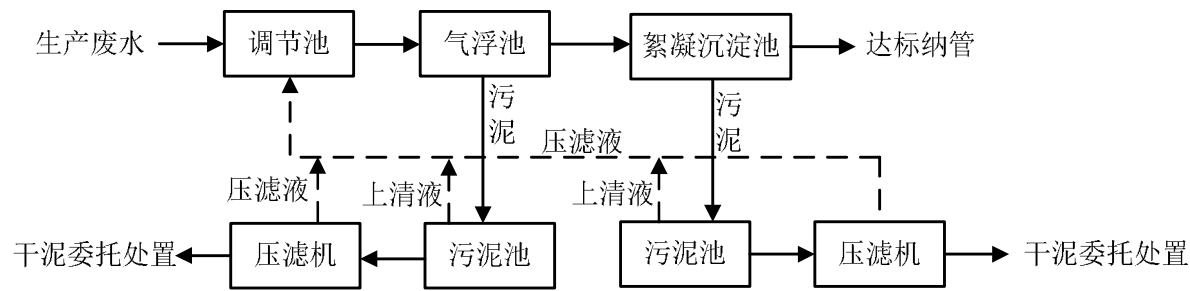 生产废水
调节池
气浮池
絮凝沉淀池
达标纳管
污泥
污泥
压滤液
压滤液
上清液
上清液
干泥委托处置
压滤机
污泥池
污泥池
压滤机
干泥委托处置